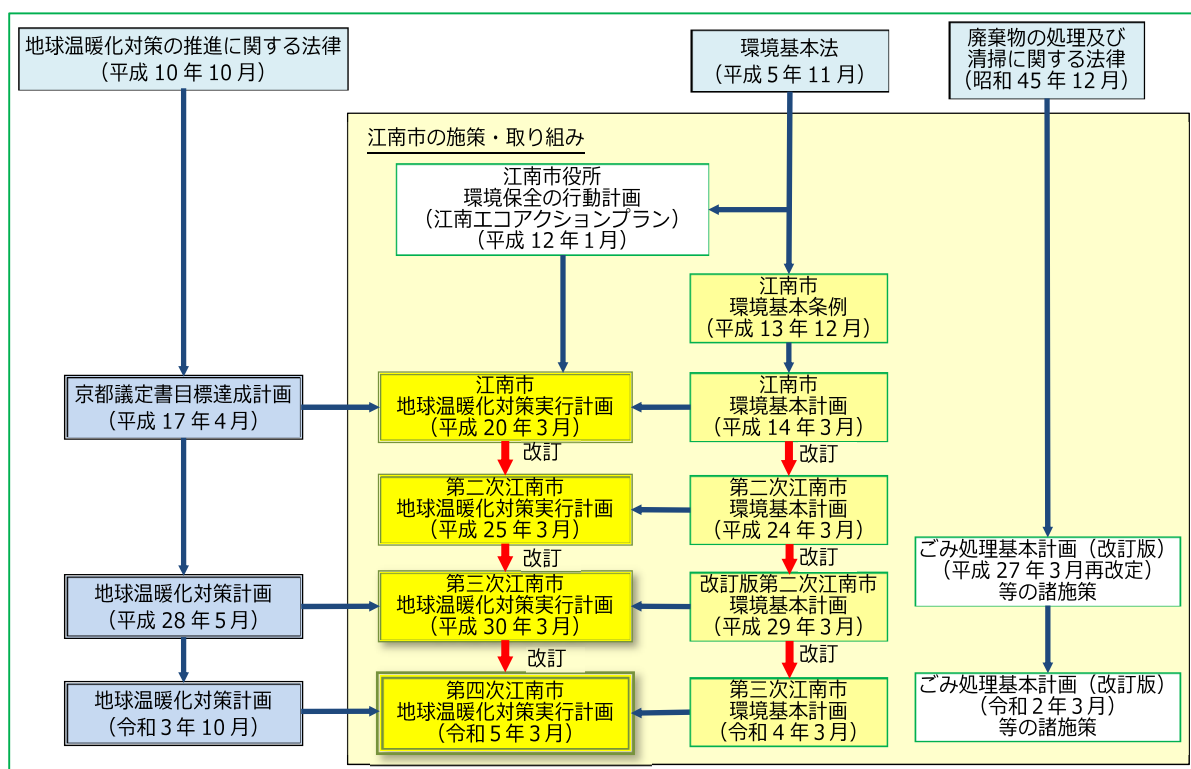 地球温暖化対策の推進に関する法律
（平成 10 年 10 月）
環境基本法
（平成 5 年 11 月）
廃棄物の処理及び
清掃に関する法律
（昭和 45 年 12 月）
江南市の施策・取り組み
江南市役所
環境保全の行動計画
（江南エコアクションプラン）
（平成 12 年 1 月）
江南市
環境基本条例
（平成 13 年 12 月）
京都議定書目標達成計画
（平成 17 年 4 月）
江南市
地球温暖化対策実行計画
（平成 20 年 3 月）
江南市
環境基本計画
（平成 14 年 3 月）
改訂
改訂
第二次江南市
地球温暖化対策実行計画
（平成 25 年 3 月）
第二次江南市
環境基本計画
（平成 24 年 3 月）
改訂
改訂
ごみ処理基本計画（改訂版）
（平成 27 年 3 月再改定）
等の諸施策
地球温暖化対策計画
（平成 28 年 5 月）
第三次江南市
地球温暖化対策実行計画
（平成 30 年 3 月）
改訂版第二次江南市
環境基本計画
（平成 29 年 3 月）
改訂
改訂
地球温暖化対策計画
（令和 3 年 10 月）
第四次江南市
地球温暖化対策実行計画
（令和 5 年 3 月）
第三次江南市
環境基本計画
（令和 4 年 3 月）
ごみ処理基本計画（改訂版）
（令和 2 年 3 月）
等の諸施策